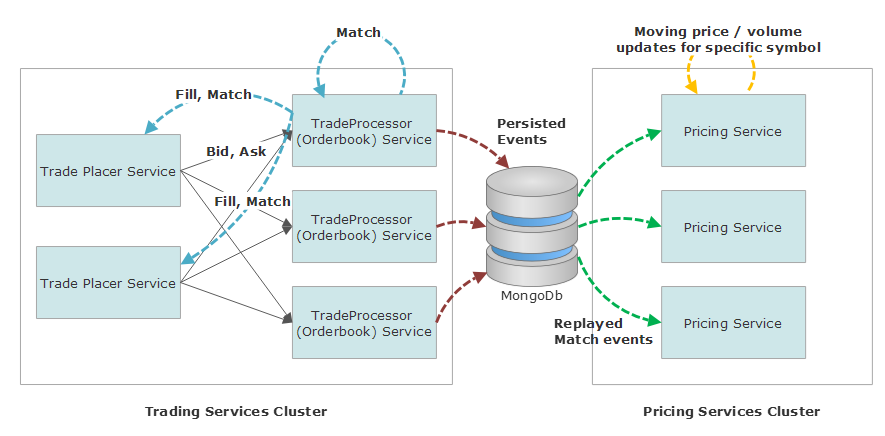 Match
Moving price / volume
updates for specific symbol
Fill, Match
TradeProcessor
(Orderbook) Service
Persisted
Events
Pricing Service
Bid, Ask
Trade Placer Service
Fill, Match
TradeProcessor
(Orderbook) Service
Pricing Service
Trade Placer Service
MongoDb
TradeProcessor
(Orderbook) Service
Replayed
Match events
Pricing Service
Trading Services Cluster
Pricing Services Cluster